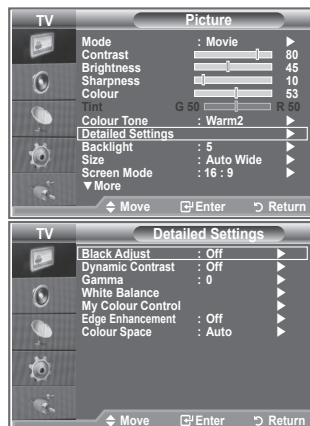 TV Picture
Mode : Movie ▶
Contrast 80
Brightness 45
Sharpness 10
Colour 53
Tint G 50 R 50
Colour Tone : Warm2 ▶
Detailed Settings ▶
Backlight : 5 ▶
Size : Auto Wide ▶
Screen Mode : 16 : 9 ▶
▼More
Move Enter Return
TV Detailed Settings
Black Adjust : Off ▶
Dynamic Contrast : Off ▶
Gamma : 0 ▶
White Balance ▶
My Colour Control ▶
Edge Enhancement : Off ▶
Colour Space : Auto ▶
Move Enter Return